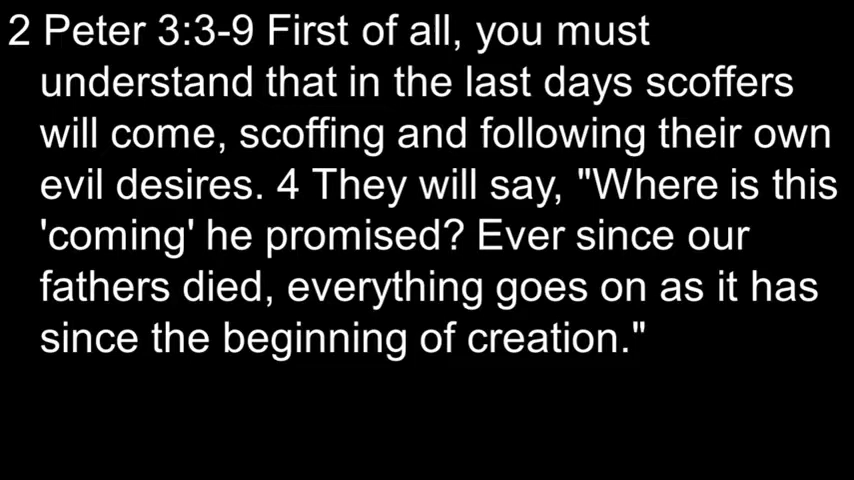 2 Peter 3:3-9 First of all, you must
understand that in the last days scoffers
will come, scoffing and following their own
evil desires. 4 They will say, "Where is this
'coming' he promised? Ever since our
fathers died, everything goes on as it has
since the beginning of creation."